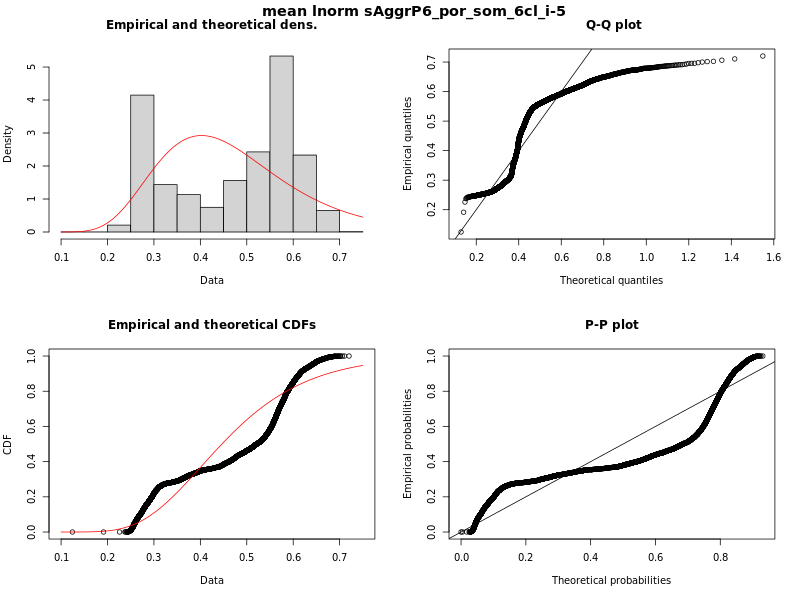 mean lnorm sAggrP6_por_som_6cl_i-5
Empirical and theoretical dens.
Density
0 1 2 3 4 5
0.1 0.2 0.3 0.4 0.5 0.6 0.7
Data
Q-Q plot
Empirical quantiles
0.2 0.3 0.4 0.5 0.6 0.7
0.2 0.4 0.6 0.8 1.0 1.2 1.4 1.6
Theoretical quantiles
Empirical and theoretical CDFs
CDF
0.0 0.2 0.4 0.6 0.8 1.0
0.1 0.2 0.3 0.4 0.5 0.6 0.7
Data
P-P plot
Empirical probabilities
0.0 0.2 0.4 0.6 0.8 1.0
0.0 0.2 0.4 0.6 0.8
Theoretical probabilities